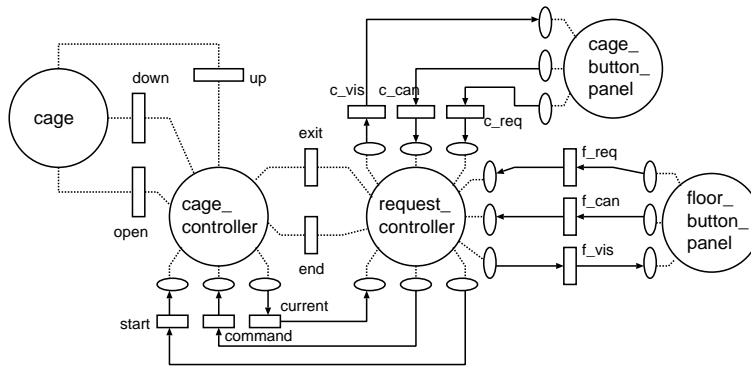 cage_
button_
panel
down
up
c_vis
c_can
c_req
cage
exit
f_req
open
cage_
controller
request_
controller
f_can
floor_
button_
panel
end
f_vis
current
start
command